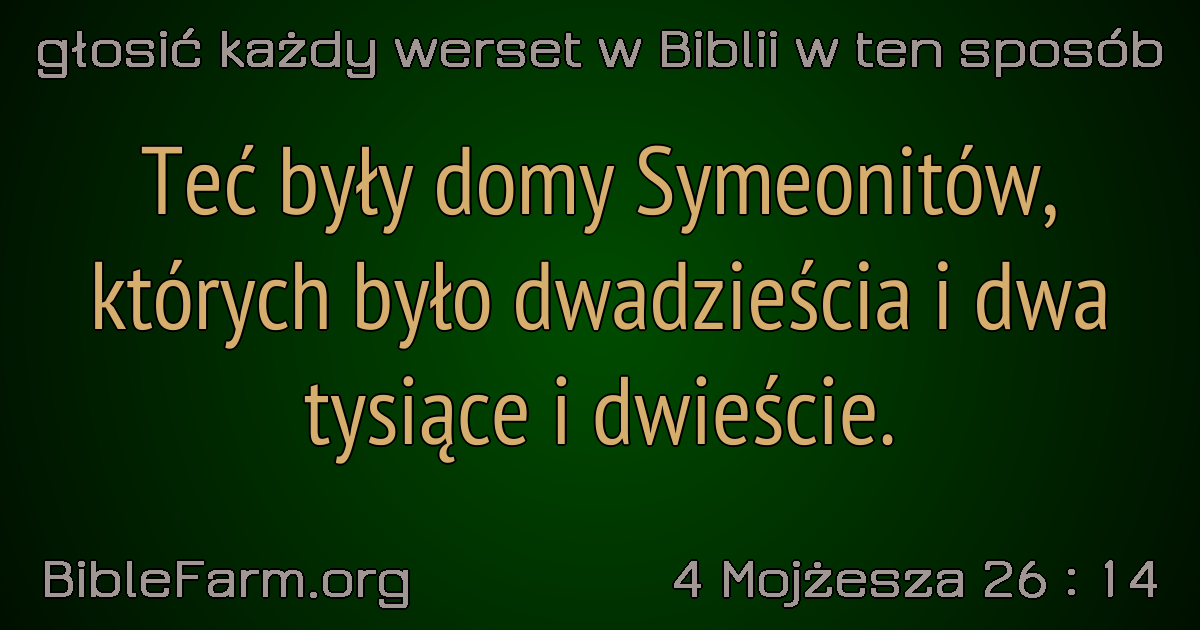 głosić każdy werset w Biblii w ten sposób
Teć były domy Symeonitów,
których było dwadzieścia i dwa
tysiące i dwieście.
BibleFarm.org
4 Mojżesza 26 : 14